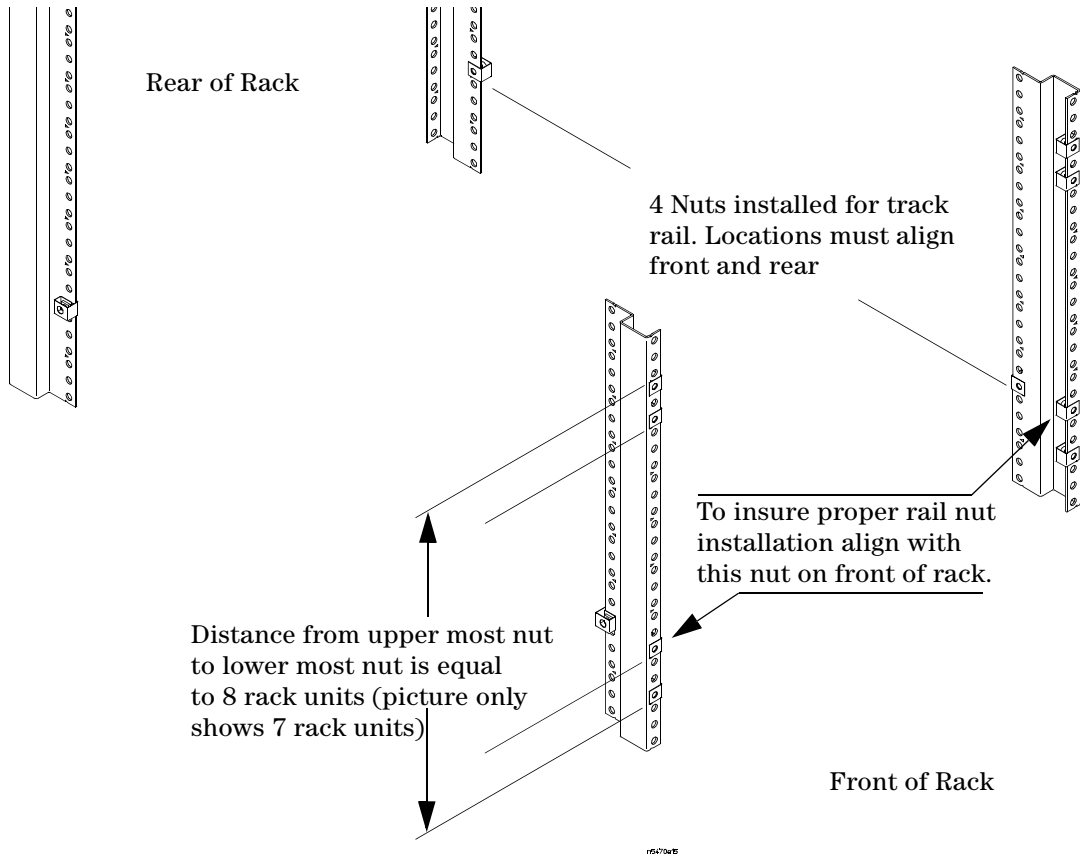 Rear of Rack
4 Nuts installed for track
rail. Locations must align
front and rear
To insure proper rail nut
installation align with
this nut on front of rack.
Distance from upper most nut
to lower most nut is equal
to 8 rack units (picture only
shows 7 rack units)
Front of Rack